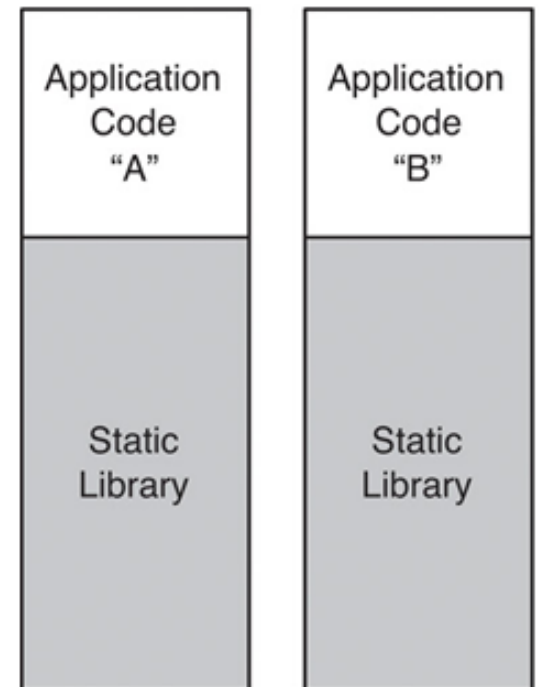 Application
Code
“A”
Static
Library
Application
Code
“B”
Static
Library